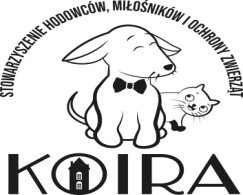 STOWARZYSZENIE HODOWCÓW, MIŁOŚNIKÓW I OCHRONY ZWIERZĄT
KOIRA